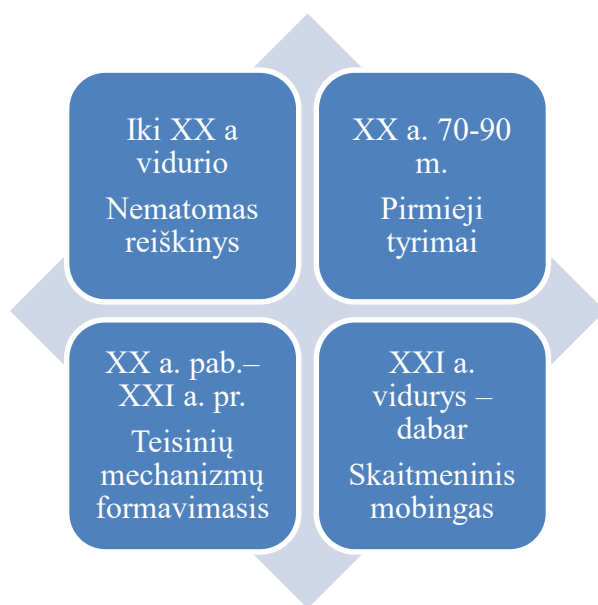 Iki XX a
vidurio
Nematomas
reiškinys
XX a. 70-90
m.
Pirmieji
tyrimai
XX a. pab.–
XXI a. pr.
Teisinių
mechanizmų
formavimasis
XXI a.
vidurys –
dabar
Skaitmeninis
mobingas